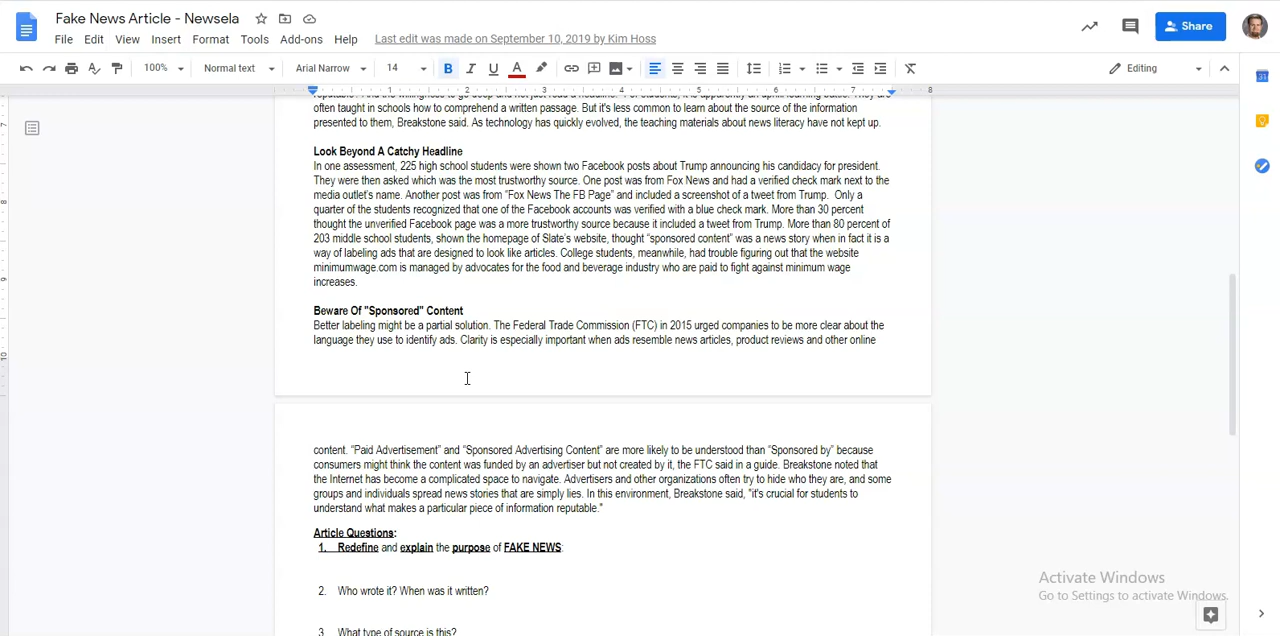 Fake News Article - Newsela
File Edit View Insert Format Tools Add-ons Help Last edit was made on September 10, 2019 by Kim Hoss
Share
100% Normal text Arial Narrow 14 B I U A Editing
1 1 2 3 4 5 6 7 8
often taught in schools how to comprehend a written passage. But it's less common to learn about the source of the information
presented to them, Breakstone said. As technology has quickly evolved, the teaching materials about news literacy have not kept up.
Look Beyond A Catchy Headline
In one assessment, 225 high school students were shown two Facebook posts about Trump announcing his candidacy for president.
They were then asked which was the most trustworthy source. One post was from Fox News and had a verified check mark next to the
media outlet's name. Another post was from "Fox News The FB Page" and included a screenshot of a tweet from Trump. Only a
quarter of the students recognized that one of the Facebook accounts was verified with a blue check mark. More than 30 percent
thought the unverified Facebook page was a more trustworthy source because it included a tweet from Trump. More than 80 percent of
203 middle school students, shown the homepage of Slate's website, thought "sponsored content" was a news story when in fact it is a
way of labeling ads that are designed to look like articles. College students, meanwhile, had trouble figuring out that the website
minimumwage.com is managed by advocates for the food and beverage industry who are paid to fight against minimum wage
increases.
Beware Of "Sponsored" Content
Better labeling might be a partial solution. The Federal Trade Commission (FTC) in 2015 urged companies to be more clear about the
language they use to identify ads. Clarity is especially important when ads resemble news articles, product reviews and other online
content. "Paid Advertisement" and "Sponsored Advertising Content" are more likely to be understood than "Sponsored by" because
consumers might think the content was funded by an advertiser but not created by it, the FTC said in a guide. Breakstone noted that
the Internet has become a complicated space to navigate. Advertisers and other organizations often try to hide who they are, and some
groups and individuals spread news stories that are simply lies. In this environment, Breakstone said, "it's crucial for students to
understand what makes a particular piece of information reputable."
Article Questions:
1. Redefine and explain the purpose of FAKE NEWS:
2. Who wrote it? When was it written?
3. What type of source is this?
Activate Windows
Go to Settings to activate Windows.